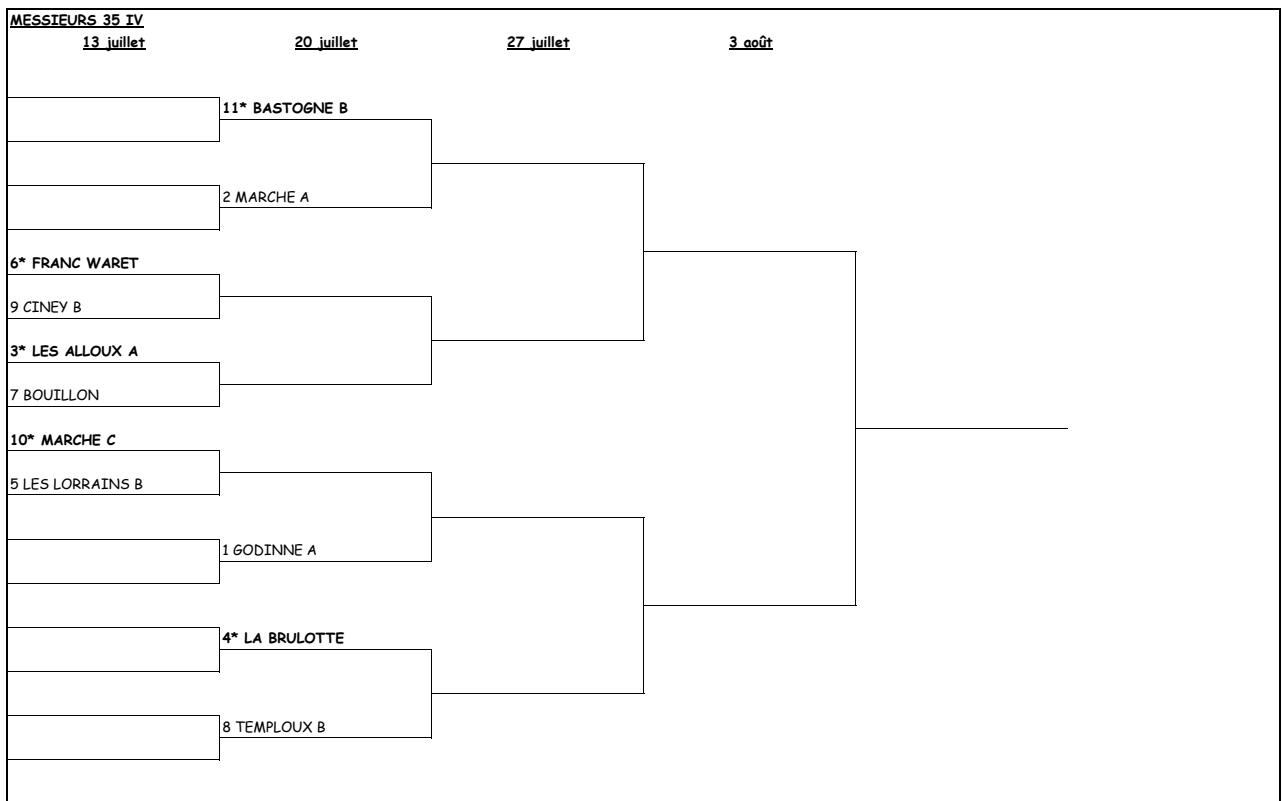 MESSIEURS 35 IV
13 juillet 20 juillet 27 juillet 3 août
11* BASTOGNE B
2 MARCHE A
6* FRANC WARET
9 CINEY B
3* LES ALLOUX A
7 BOUILLON
10* MARCHE C
5 LES LORRAINS B
1 GODINNE A
4* LA BRULOTTE
8 TEMPLOUX B